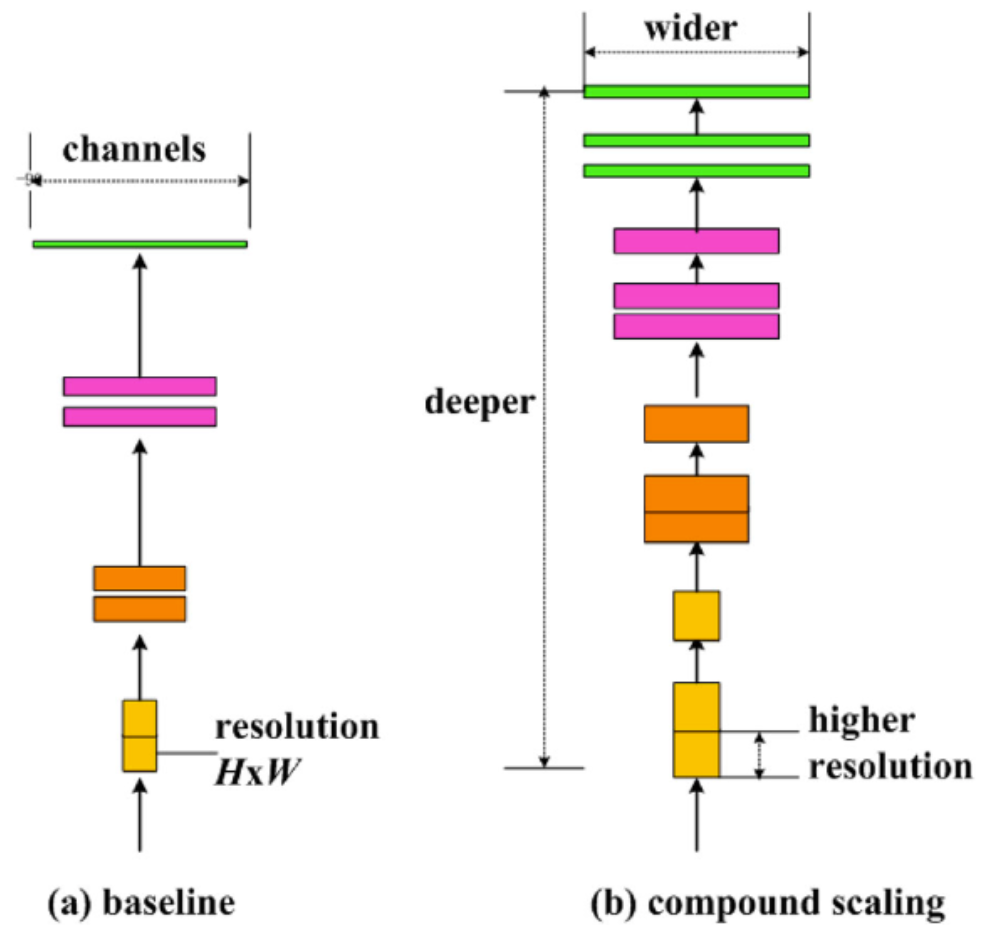 wider
channels
deeper
resolution
HxW
higher
resolution
(a) baseline
(b) compound scaling